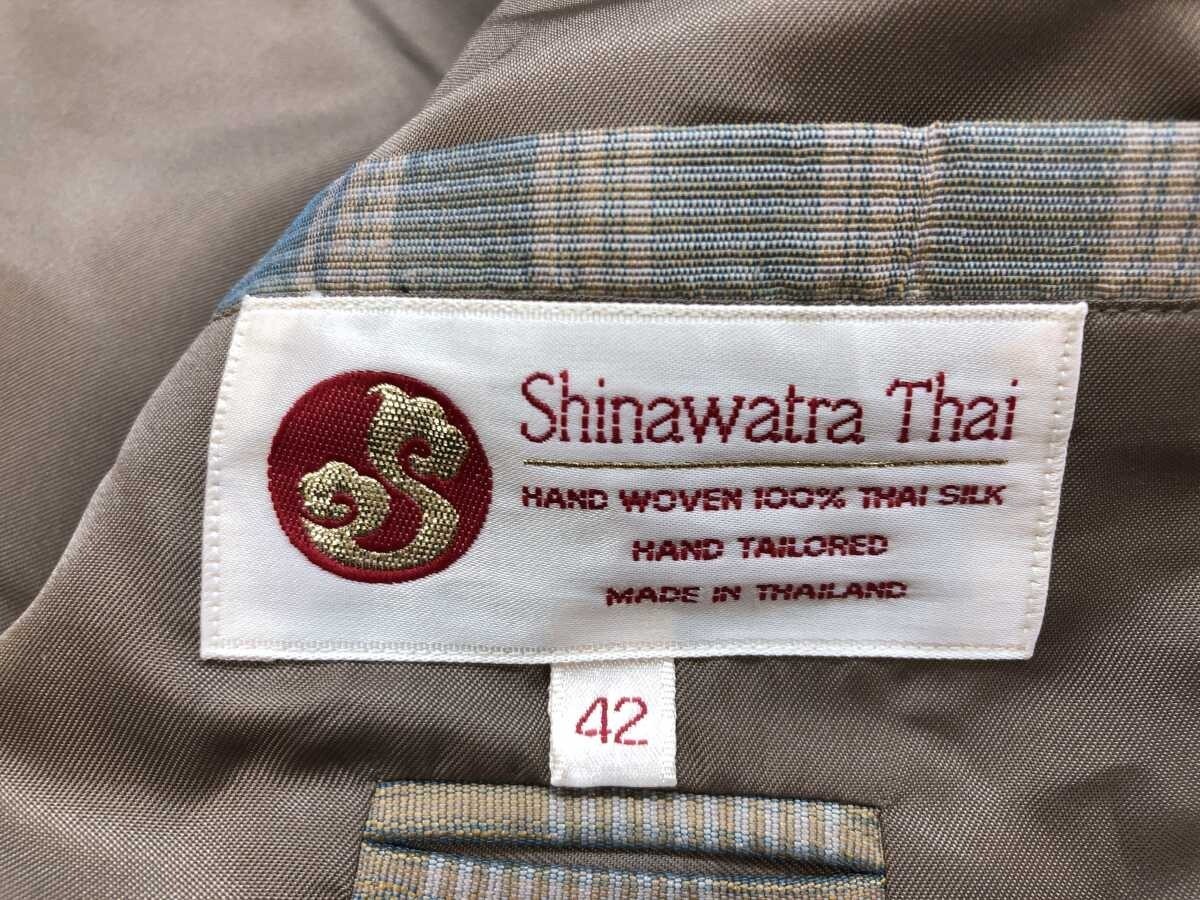 Shinawatra Thai
HAND WOVEN 100% THAI SILK
HAND TAILORED
MADE IN THAILAND
42